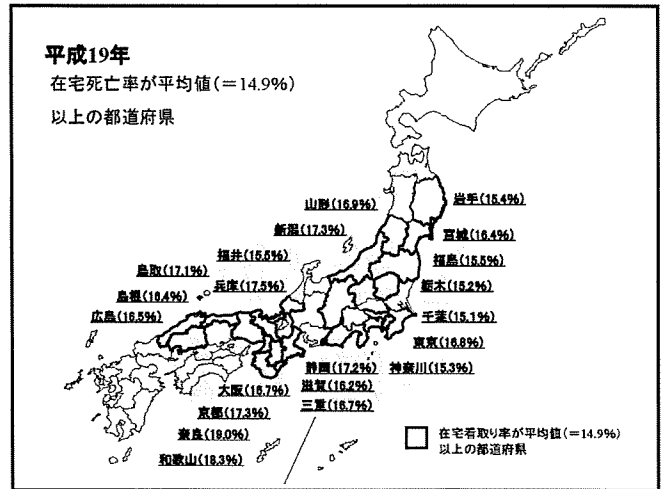 平成19年
在宅死亡率が平均値(=14.9%)
以上の都道府県
山形(16.9%)
岩手(15.4%)
新潟(17.3%)
宮城(16.4%)
福井(15.5%)
福島(15.5%)
鳥取(17.1%)
兵庫(17.5%)
栃木(15.2%)
島根(16.4%)
広島(16.5%)
千葉(15.1%)
東京(16.8%)
静岡(17.2%)
神奈川(15.3%)
大阪(16.7%)
滋賀(16.2%)
京都(17.3%)
三重(16.7%)
奈良(19.0%)
和歌山(18.3%)
在宅看取り率が平均値(=14.9%)
以上の都道府県